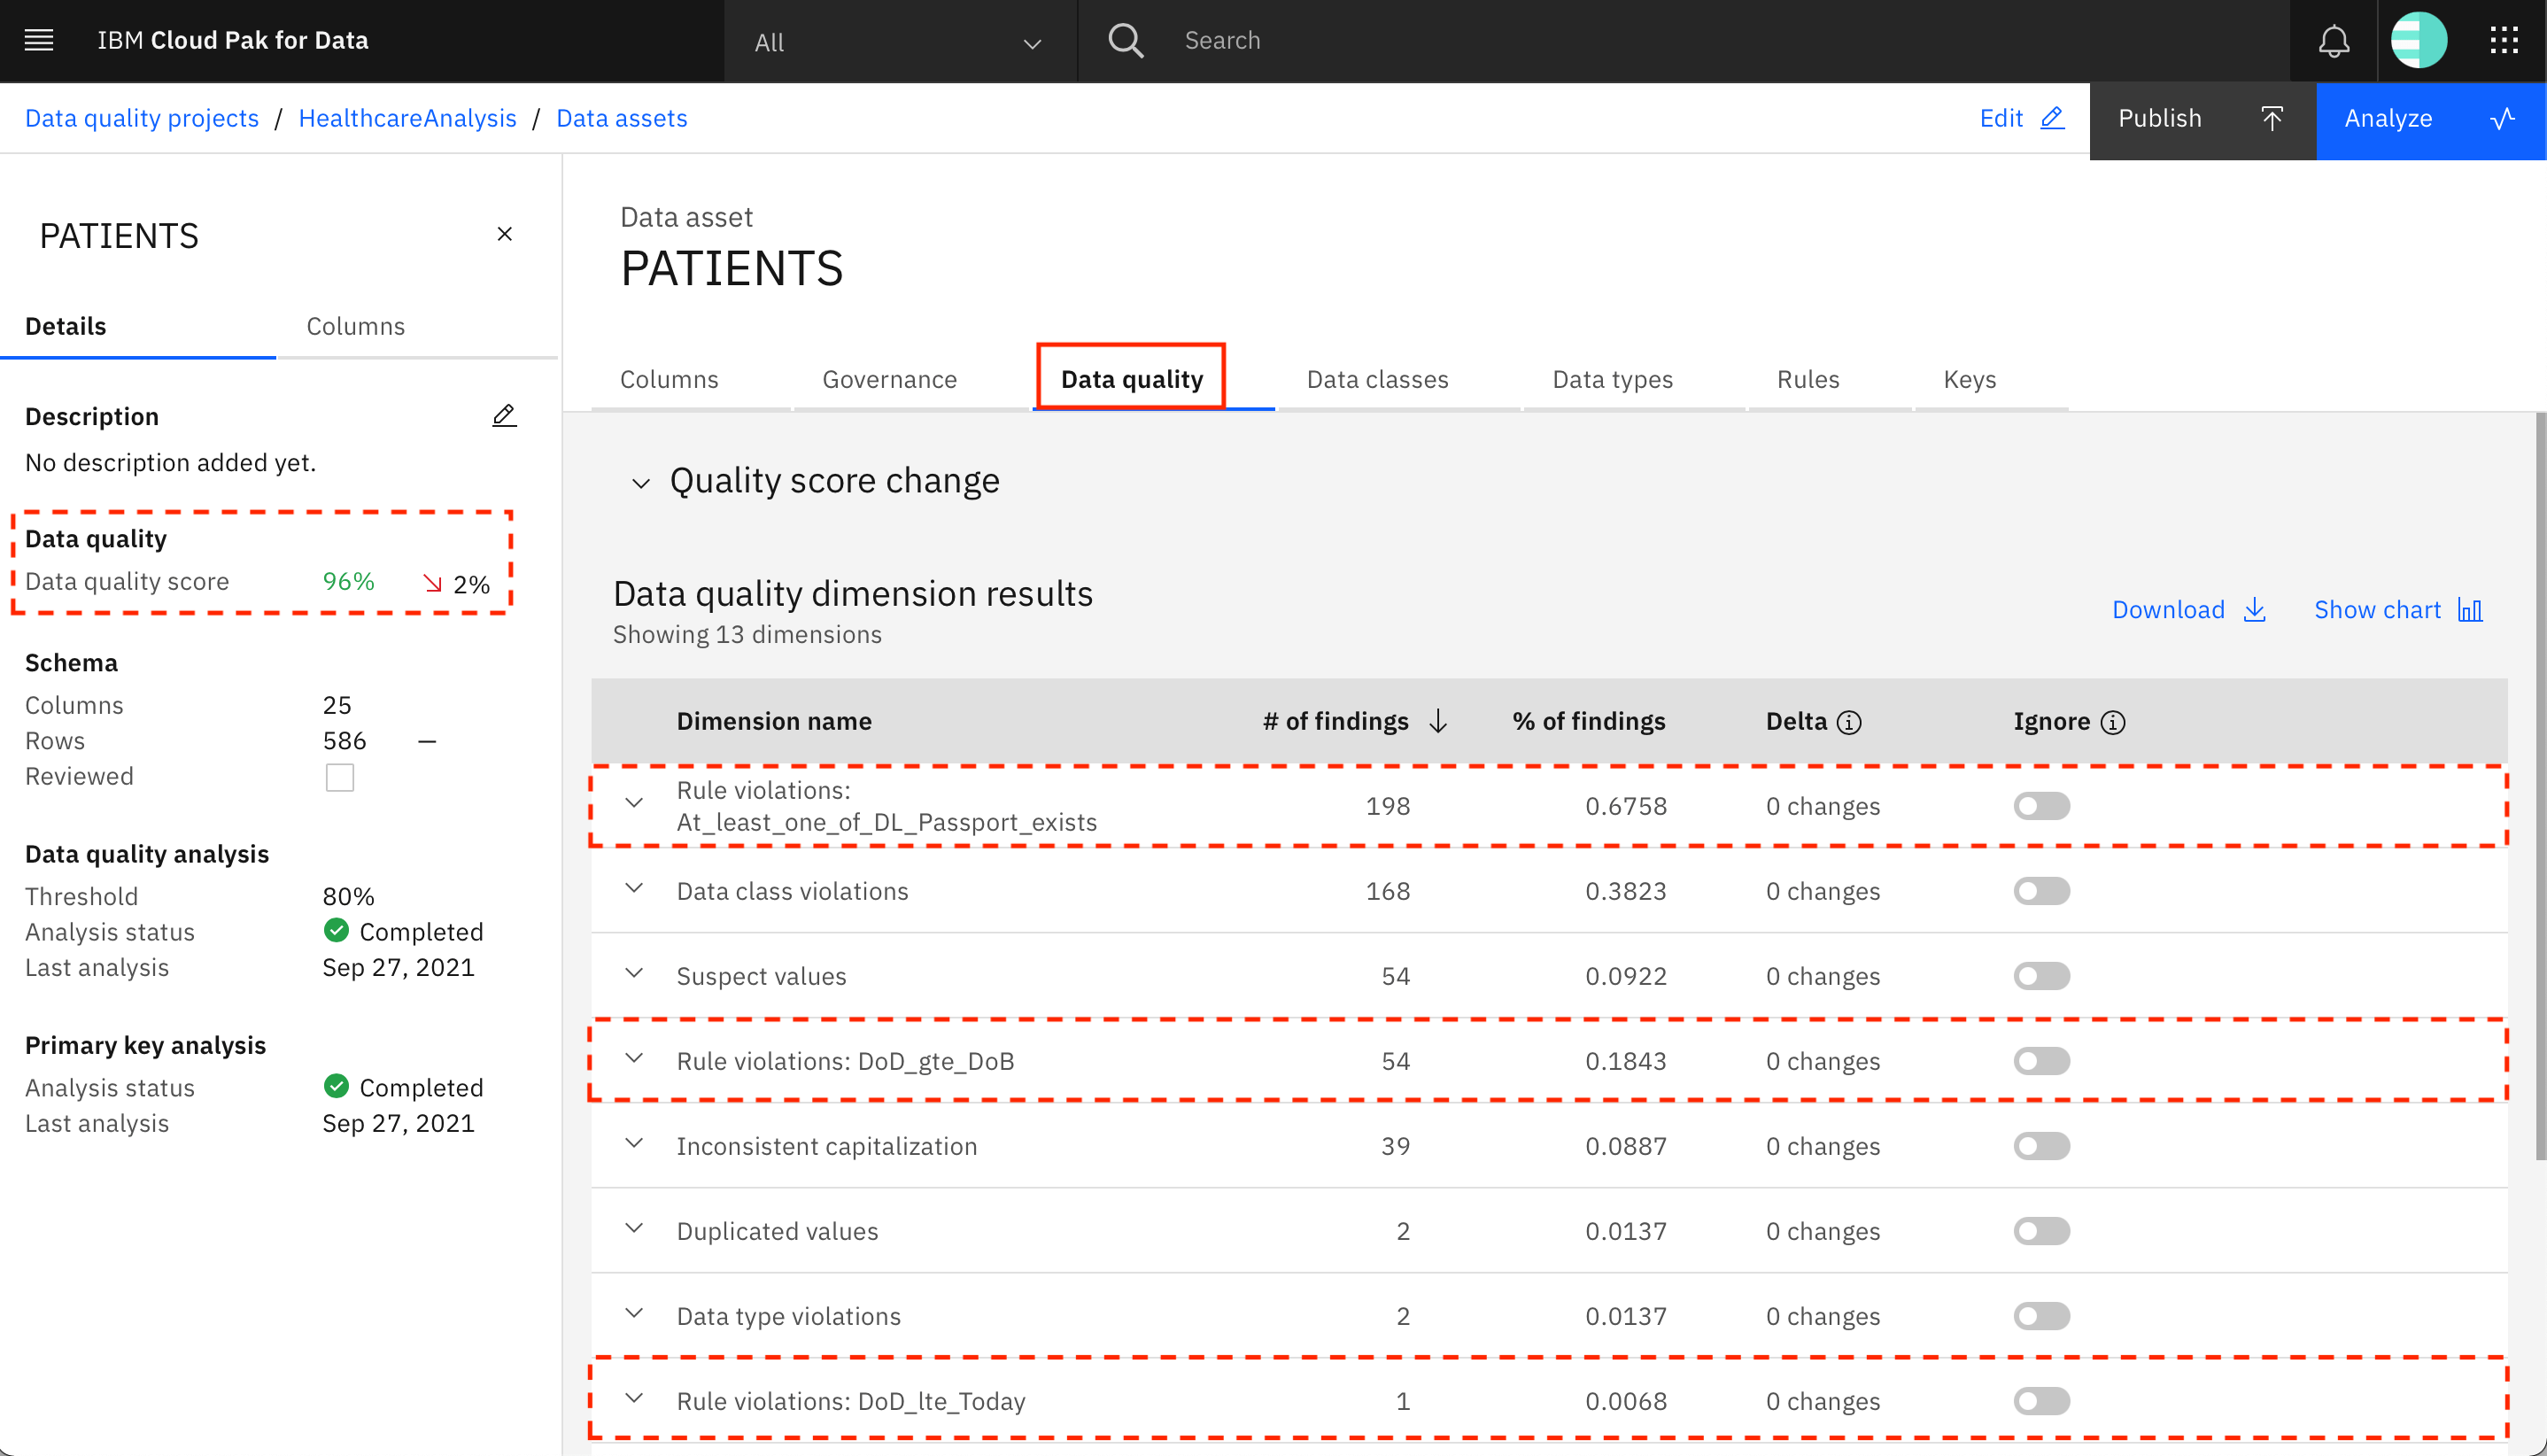 IBM Cloud Pak for Data
All
Search
Data quality projects / HealthcareAnalysis / Data assets
Edit
Publish
Analyze
PATIENTS
Details
Columns
Description
No description added yet.
Data quality
Data quality score 96% 2%
Schema
Columns 25
Rows 586 —
Reviewed
Data quality analysis
Threshold 80%
Analysis status Completed
Last analysis Sep 27, 2021
Primary key analysis
Analysis status Completed
Last analysis Sep 27, 2021
Data asset
PATIENTS
Columns Governance Data quality Data classes Data types Rules Keys
Quality score change
Data quality dimension results
Showing 13 dimensions
Download
Show chart
Dimension name # of findings % of findings Delta Ignore
Rule violations:
At_least_one_of_DL_Passport_exists 198 0.6758 0 changes
Data class violations 168 0.3823 0 changes
Suspect values 54 0.0922 0 changes
Rule violations: DoD_gte_DoB 54 0.1843 0 changes
Inconsistent capitalization 39 0.0887 0 changes
Duplicated values 2 0.0137 0 changes
Data type violations 2 0.0137 0 changes
Rule violations: DoD_lte_Today 1 0.0068 0 changes